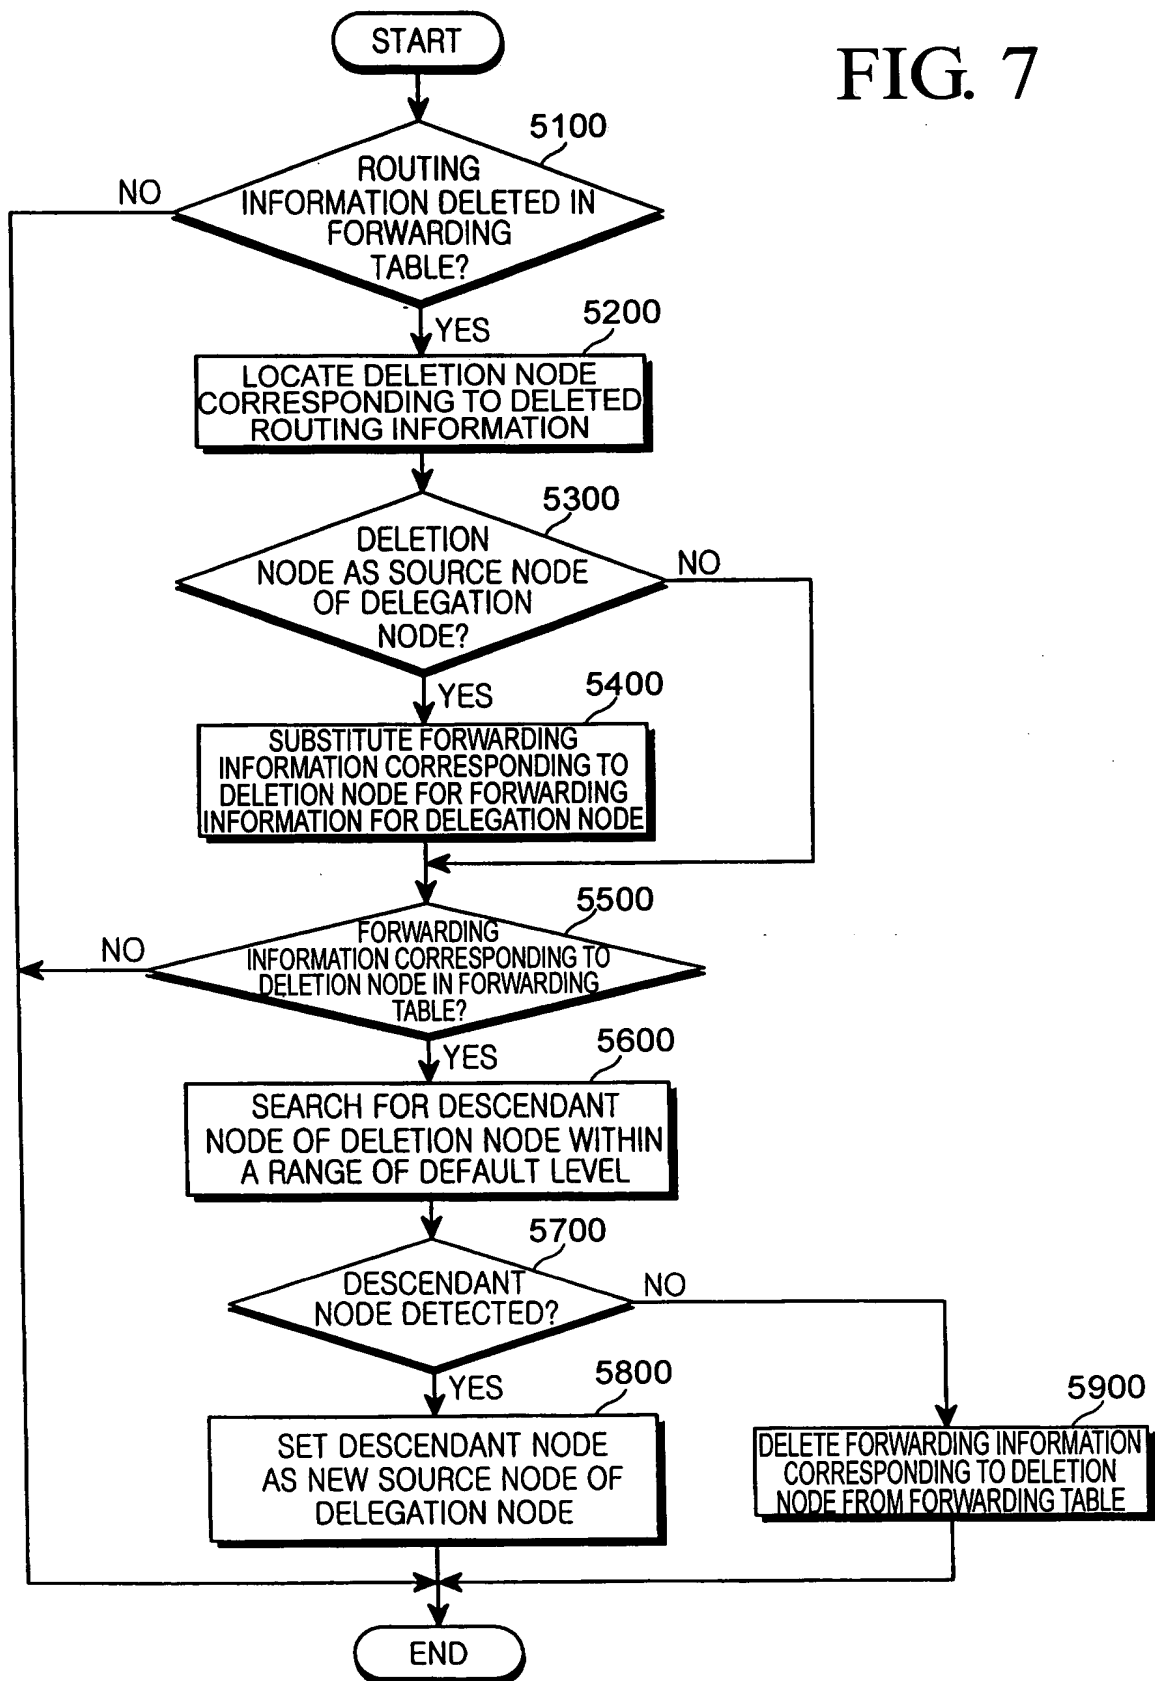 START
FIG. 7
5100
ROUTING
INFORMATION DELETED IN
FORWARDING
TABLE?
NO
YES
5200
LOCATE DELETION NODE
CORRESPONDING TO DELETED
ROUTING INFORMATION
5300
DELETION
NODE AS SOURCE NODE
OF DELEGATION
NODE?
NO
YES
5400
SUBSTITUTE FORWARDING
INFORMATION CORRESPONDING TO
DELETION NODE FOR FORWARDING
INFORMATION FOR DELEGATION NODE
5500
FORWARDING
INFORMATION CORRESPONDING TO
DELETION NODE IN FORWARDING
TABLE?
NO
YES
5600
SEARCH FOR DESCENDANT
NODE OF DELETION NODE WITHIN
A RANGE OF DEFAULT LEVEL
5700
DESCENDANT
NODE DETECTED?
NO
YES
5800
SET DESCENDANT NODE
AS NEW SOURCE NODE OF
DELEGATION NODE
5900
DELETE FORWARDING INFORMATION
CORRESPONDING TO DELETION
NODE FROM FORWARDING TABLE
END